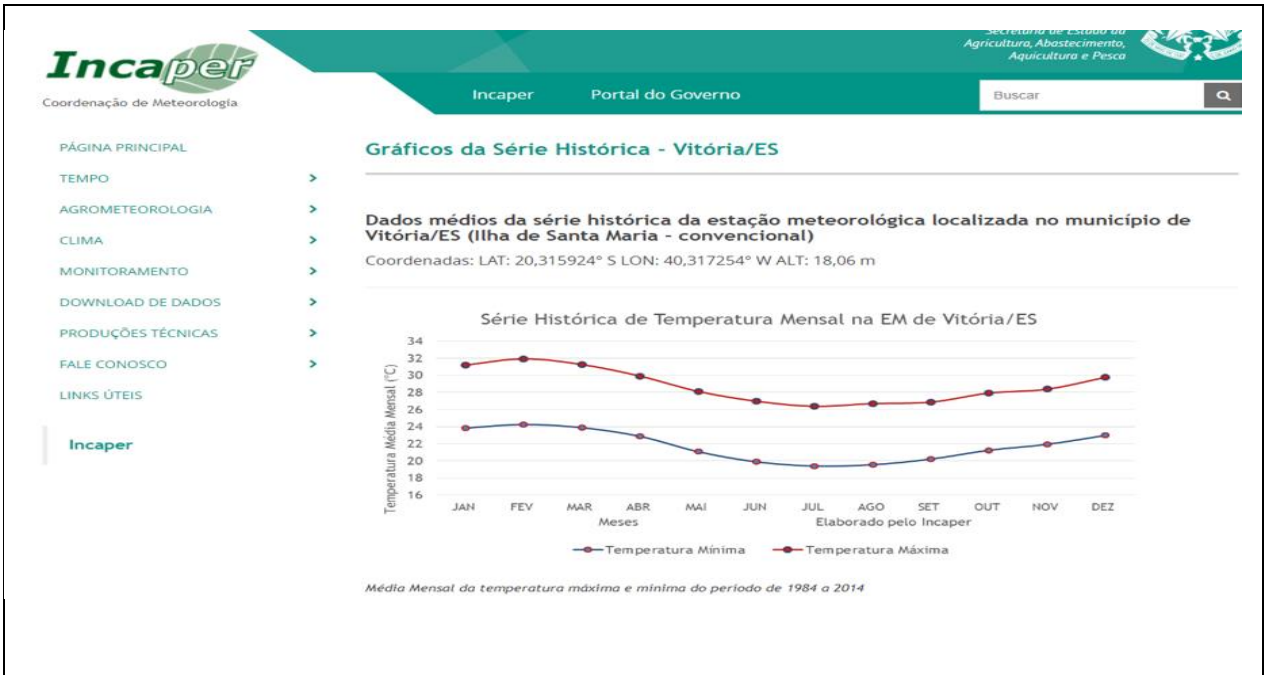 Secretaria de Estado da
Agricultura, Abastecimento,
Aquicultura e Pesca
Incaper
Coordenação de Meteorologia
Incaper
Portal do Governo
Buscar
PÁGINA PRINCIPAL
TEMPO
AGROMETEOROLOGIA
CLIMA
MONITORAMENTO
DOWNLOAD DE DADOS
PRODUÇÕES TÉCNICAS
FALE CONOSCO
LINKS ÚTEIS
Incaper
Gráficos da Série Histórica - Vitória/ES
Dados médios da série histórica da estação meteorológica localizada no município de
Vitória/ES (Ilha de Santa Maria - convencional)
Coordenadas: LAT: 20,315924° S LON: 40,317254° W ALT: 18,06 m
Série Histórica de Temperatura Mensal na EM de Vitória/ES
Temperatura Média Mensal (°C)
34
32
30
28
26
24
22
20
18
16
JAN FEV MAR ABR MAI JUN JUL AGO SET OUT NOV DEZ
Meses Elaborado pelo Incaper
Temperatura Mínima Temperatura Máxima
Média Mensal da temperatura máxima e mínima do período de 1984 a 2014